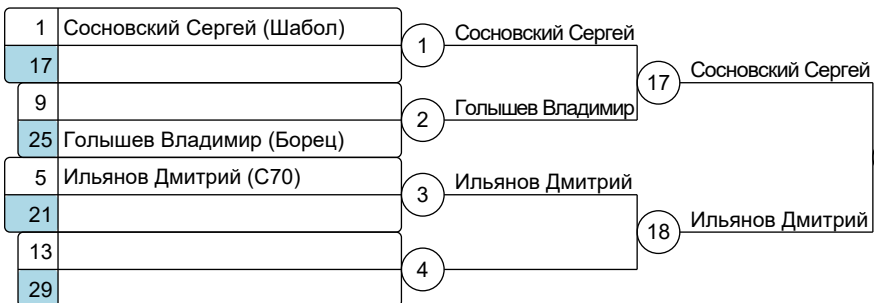 1 Сосновский Сергей (Шабол)
17
9
25 Голышев Владимир (Борец)
5 Ильянов Дмитрий (С70)
21
13
29
1 Сосновский Сергей
2 Голышев Владимир
3 Ильянов Дмитрий
4
17 Сосновский Сергей
18 Ильянов Дмитрий